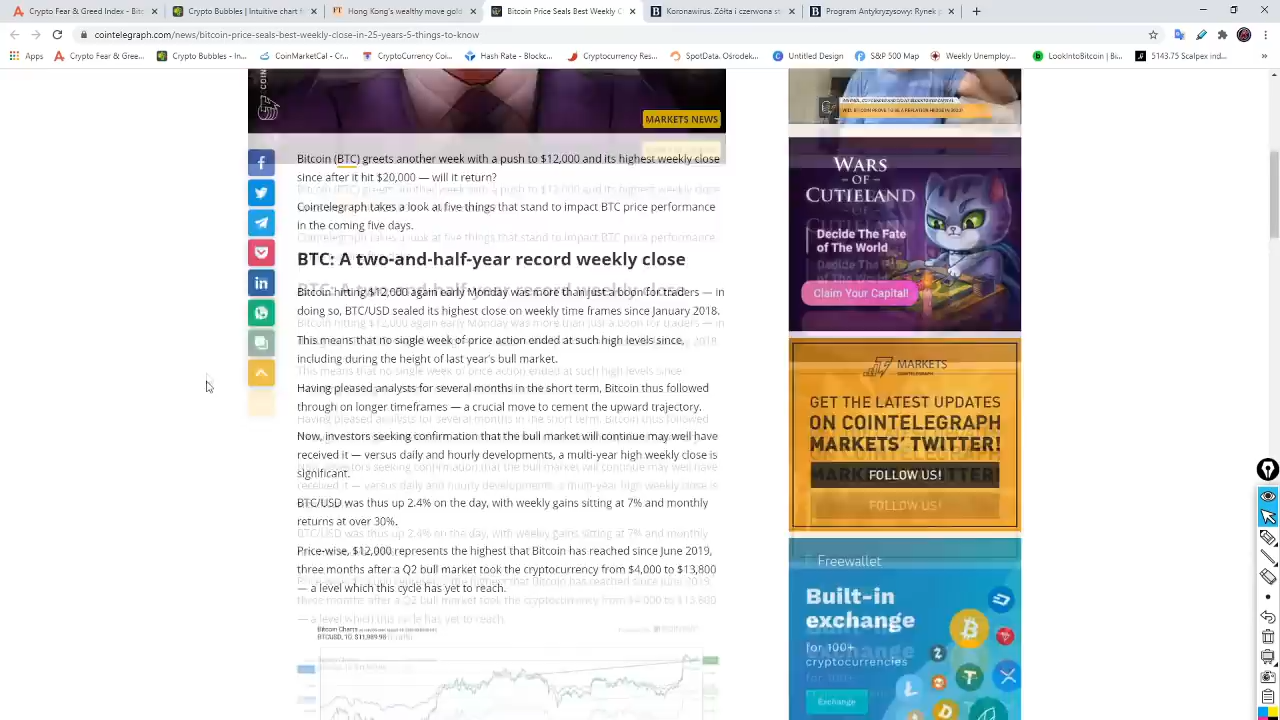 Crypto Fear & Greed Index - Bitc
Crypto Bubbles | Intuitive chart f
Hong Kong's wealthy move gold
Bitcoin Price Seals Best Weekly C
Koronawirus. Żółta i czerwona st
Program Antykryzysowy: Ryne
cointelegraph.com/news/bitcoin-price-seals-best-weekly-close-in-25-years-5-things-to-know
Apps
Crypto Fear & Gree...
Crypto Bubbles - In...
CoinMarketCal - Cr...
CryptoCurrency Coi...
Hash Rate - Blockc...
Cryptocurrency Res...
SpotData. Ośrodek...
Untitled Design
S&P 500 Map
Weekly Unemploy...
LookIntoBitcoin | Bi...
5143.75 Scalpex ind...
MARKETS NEWS
Bitcoin (BTC) greets another week with a push to $12,000 and its highest weekly close
since after it hit $20,000 — will it return?
Cointelegraph takes a look at five things that stand to impact BTC price performance
in the coming five days.
BTC: A two-and-half-year record weekly close
Bitcoin hitting $12,000 again early Monday was more than just a boon for traders — in
doing so, BTC/USD sealed its highest close on weekly time frames since January 2018.
This means that no single week of price action ended at such high levels since,
including during the height of last year's bull market.
Having pleased analysts for several months in the short term, Bitcoin thus followed
through on longer timeframes — a crucial move to cement the upward trajectory.
Now, investors seeking confirmation that the bull market will continue may well have
received it — versus daily and hourly developments, a multi-year high weekly close is
significant.
BTC/USD was thus up 2.4% on the day, with weekly gains sitting at 7% and monthly
returns at over 30%.
Price-wise, $12,000 represents the highest that Bitcoin has reached since June 2019,
three months after a Q2 bull market took the cryptocurrency from $4,000 to $13,800
— a level which this cycle has yet to reach.
Bitcoin Charts
BTCUSD, 1D, $11,989.98
WARS
- OF -
CUTIELAND
Decide The Fate
of The World
Claim Your Capital!
MARKETS
COINTELEGRAPH
GET THE LATEST UPDATES
ON COINTELEGRAPH
MARKETS' TWITTER!
FOLLOW US!
Freewallet
Built-in
exchange
for 100+
cryptocurrencies
Exchange